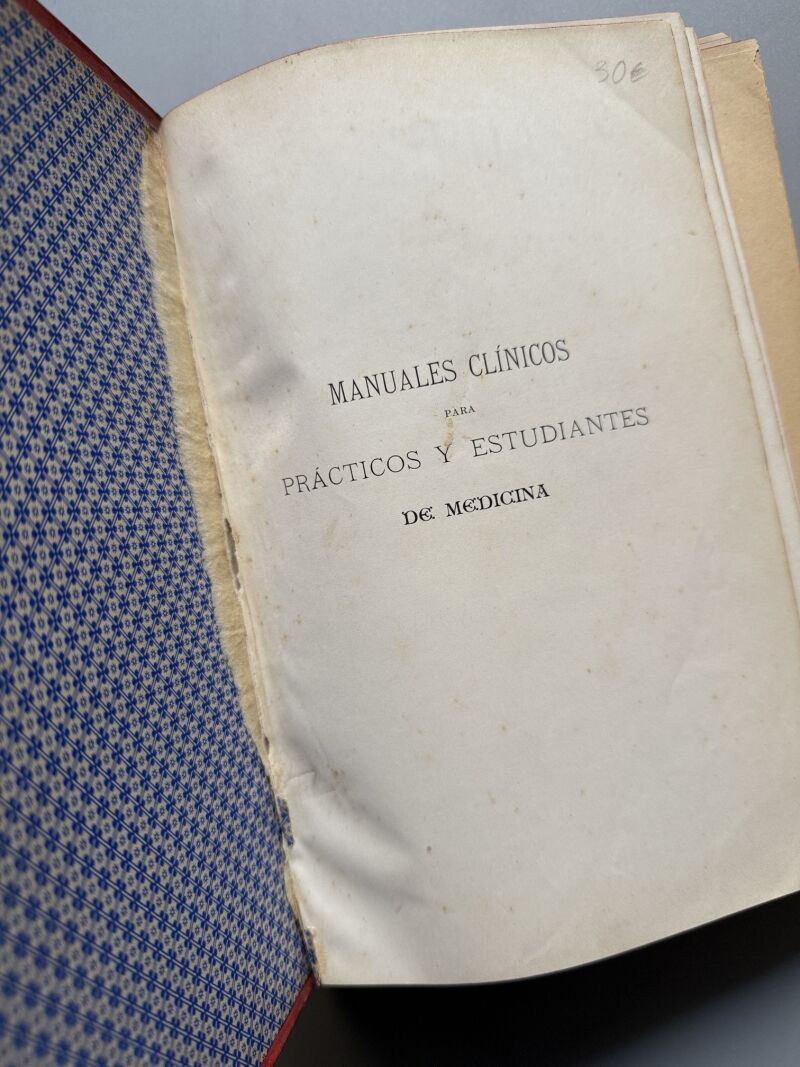 30€
MANUALES CLÍNICOS
PARA
PRÁCTICOS Y ESTUDIANTES
DE MEDICINA